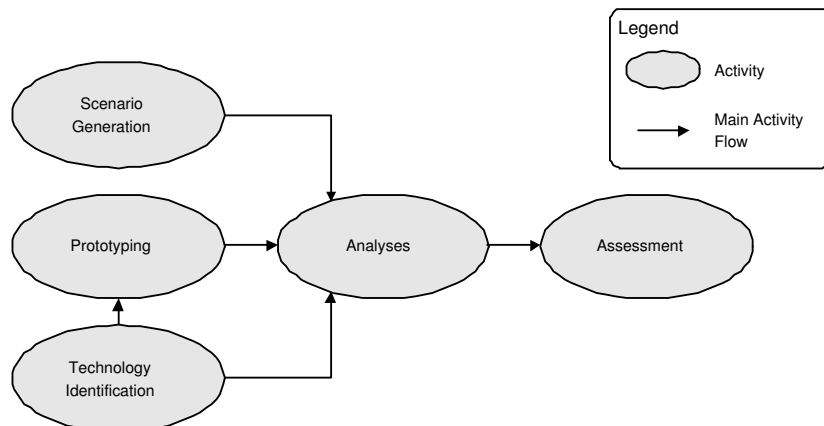 Legend
Activity
Main Activity
Flow
Scenario
Generation
Prototyping
Analyses
Assessment
Technology
Identification